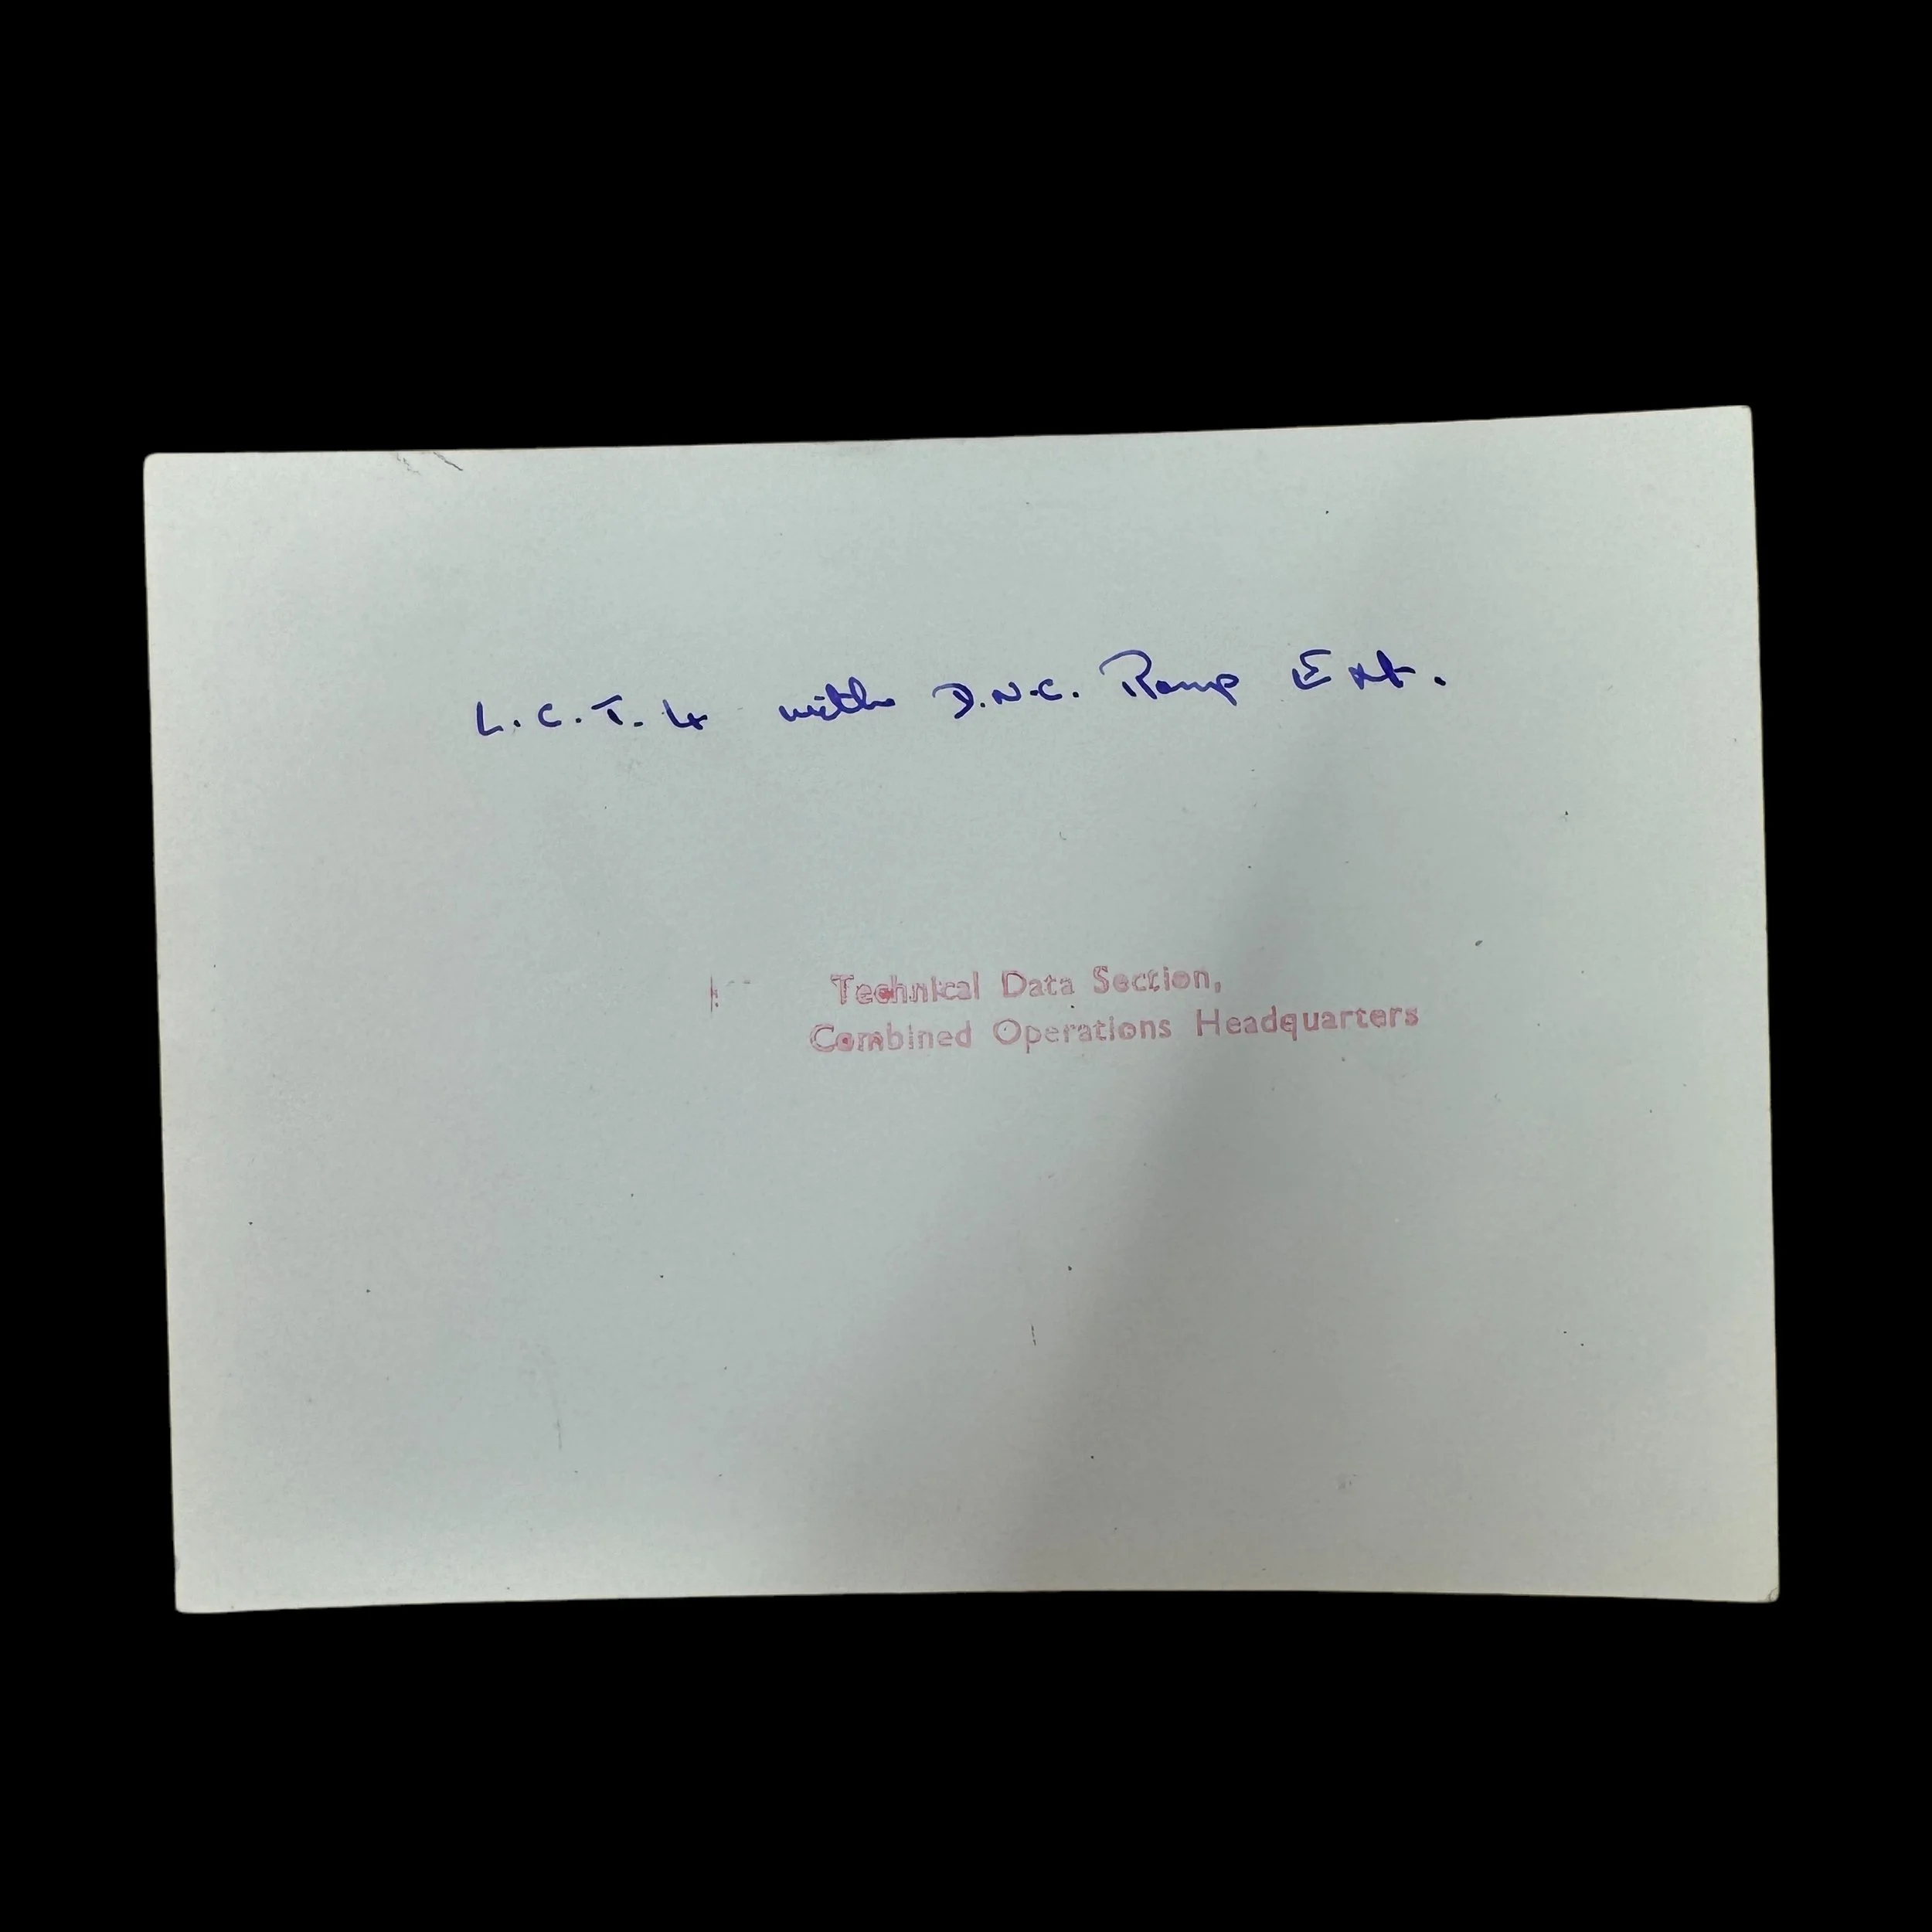 L.C.T. 4 with D.N.C. Ramp Ext.
Technical Data Section,
Combined Operations Headquarters